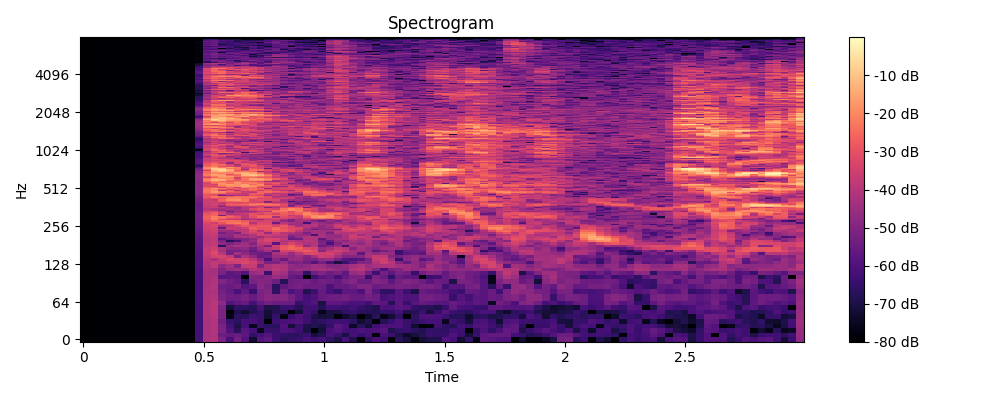 Spectrogram
Hz
4096
2048
1024
512
256
128
64
0
0
0.5
1
1.5
2
2.5
Time
-10 dB
-20 dB
-30 dB
-40 dB
-50 dB
-60 dB
-70 dB
-80 dB